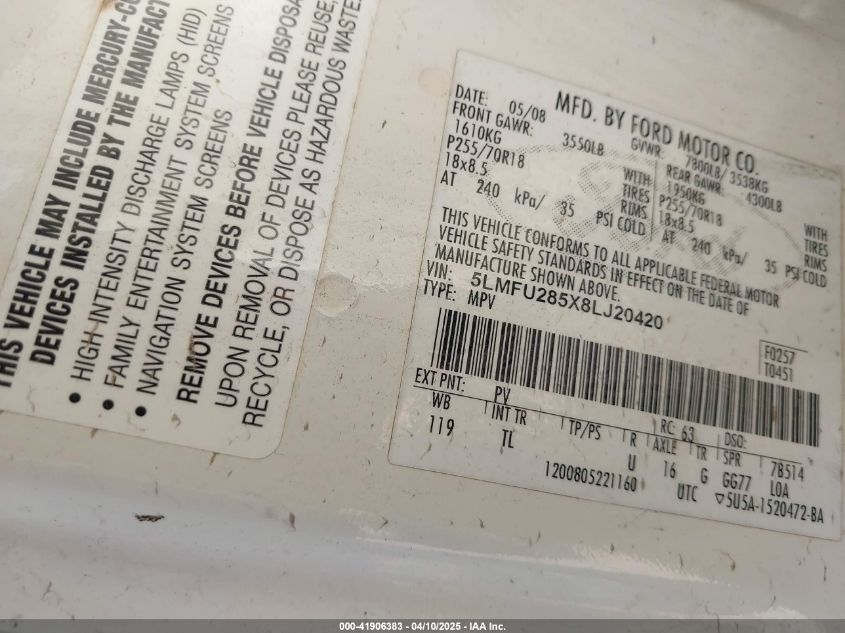 THIS VEHICLE MAY INCLUDE MERCURY-CO
DEVICES INSTALLED BY THE MANUFACT
• HIGH INTENSITY DISCHARGE LAMPS (HID)
• FAMILY ENTERTAINMENT SYSTEM SCREENS
• NAVIGATION SYSTEM SCREENS
REMOVE DEVICES BEFORE VEHICLE DISPOSA
UPON REMOVAL OF DEVICES PLEASE REUSE,
RECYCLE, OR DISPOSE AS HAZARDOUS WASTE.
MFD. BY FORD MOTOR CO.
DATE: 05/08 GVWR: 7800LB/ 3538KG
FRONT GAWR: 3550LB REAR GAWR: 4300LB
1610KG WITH 1950KG WITH
P255/70R18 TIRES P255/70R18 TIRES
18x8.5 RIMS 18x8.5 RIMS
AT 240 kPa/ 35 PSI COLD AT 240 kPa/ 35 PSI COLD
THIS VEHICLE CONFORMS TO ALL APPLICABLE FEDERAL MOTOR
VEHICLE SAFETY STANDARDS IN EFFECT ON THE DATE OF
MANUFACTURE SHOWN ABOVE.
VIN: 5LMFU285X8LJ20420
TYPE: MPV
F0257
T0451
EXT PNT: PV RC: 63 DSO:
WB INT TR TP/PS R AXLE TR SPR 7B514
119 TL U 16 G GG77 LOA
1200805221160 UTC ▽5U5A-1520472-BA
000-41906383 - 04/10/2025 - IAA Inc.